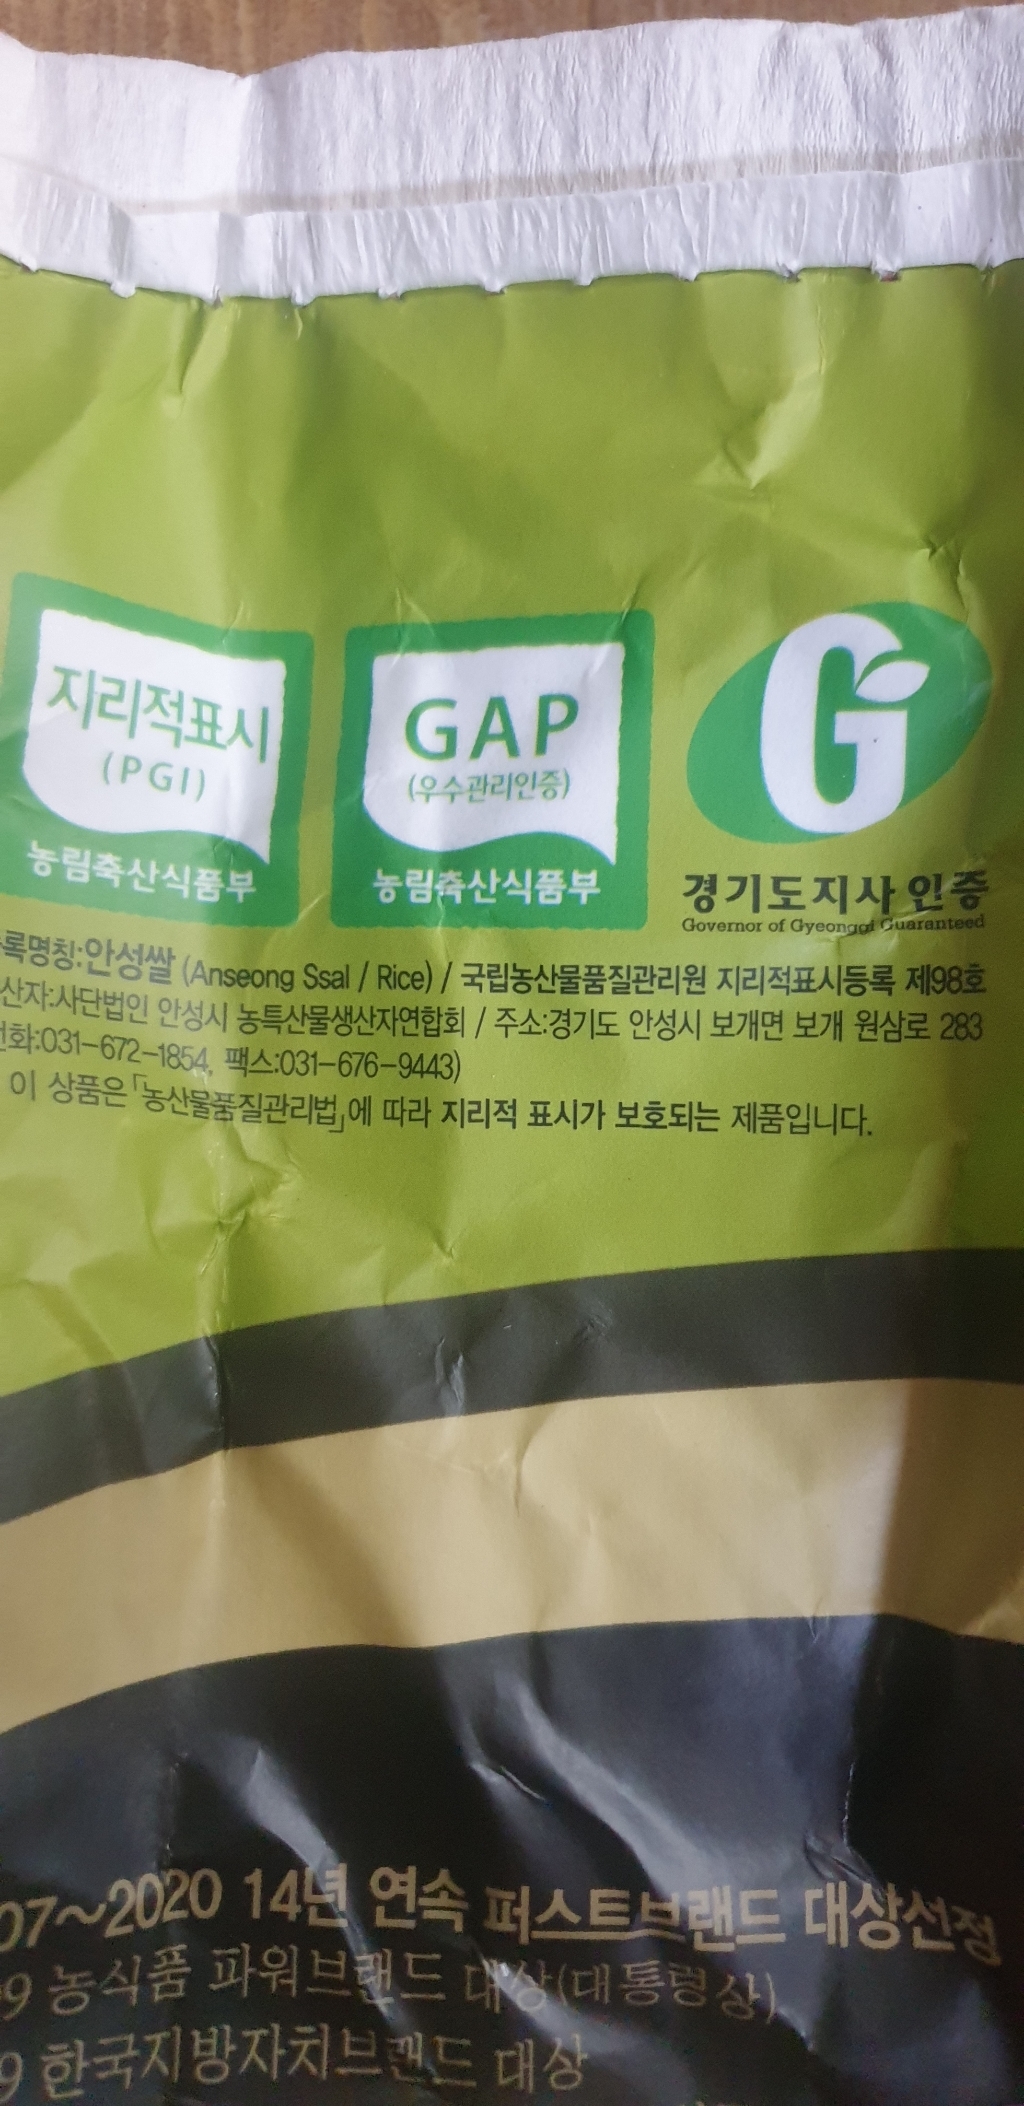 지리적표시
(PGI)
농림축산식품부
GAP
(우수관리인증)
농림축산식품부
G
경기도지사 인증
Governor of Gyeonggi Guaranteed
록명칭:안성쌀 (Anseong Ssal / Rice) / 국립농산물품질관리원 지리적표시등록 제98호
산자:사단법인 안성시 농특산물생산자연합회 / 주소:경기도 안성시 보개면 보개 원삼로 283
화:031-672-1854, 팩스:031-676-9443)
이 상품은 「농산물품질관리법」에 따라 지리적 표시가 보호되는 제품입니다.
07~2020 14년 연속 퍼스트브랜드 대상선정
9 농식품 파워브랜드 대상(대통령상)
9 한국지방자치브랜드 대상